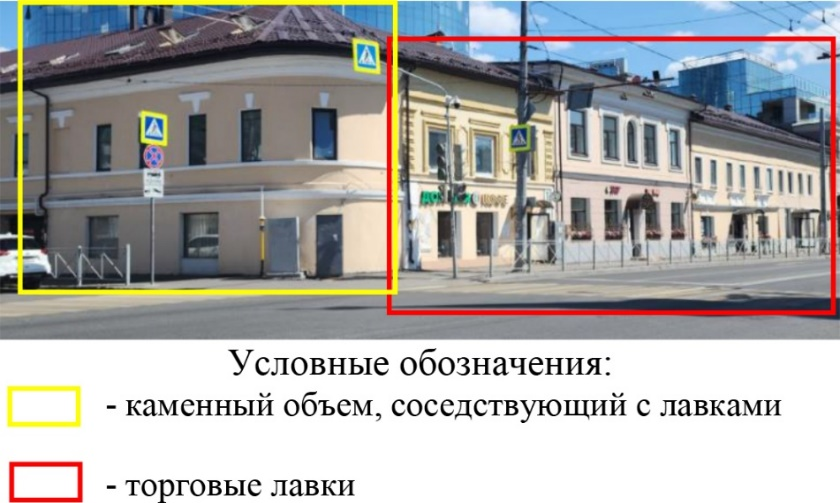 Условные обозначения:
- каменный объем, соседствующий с лавками
- торговые лавки